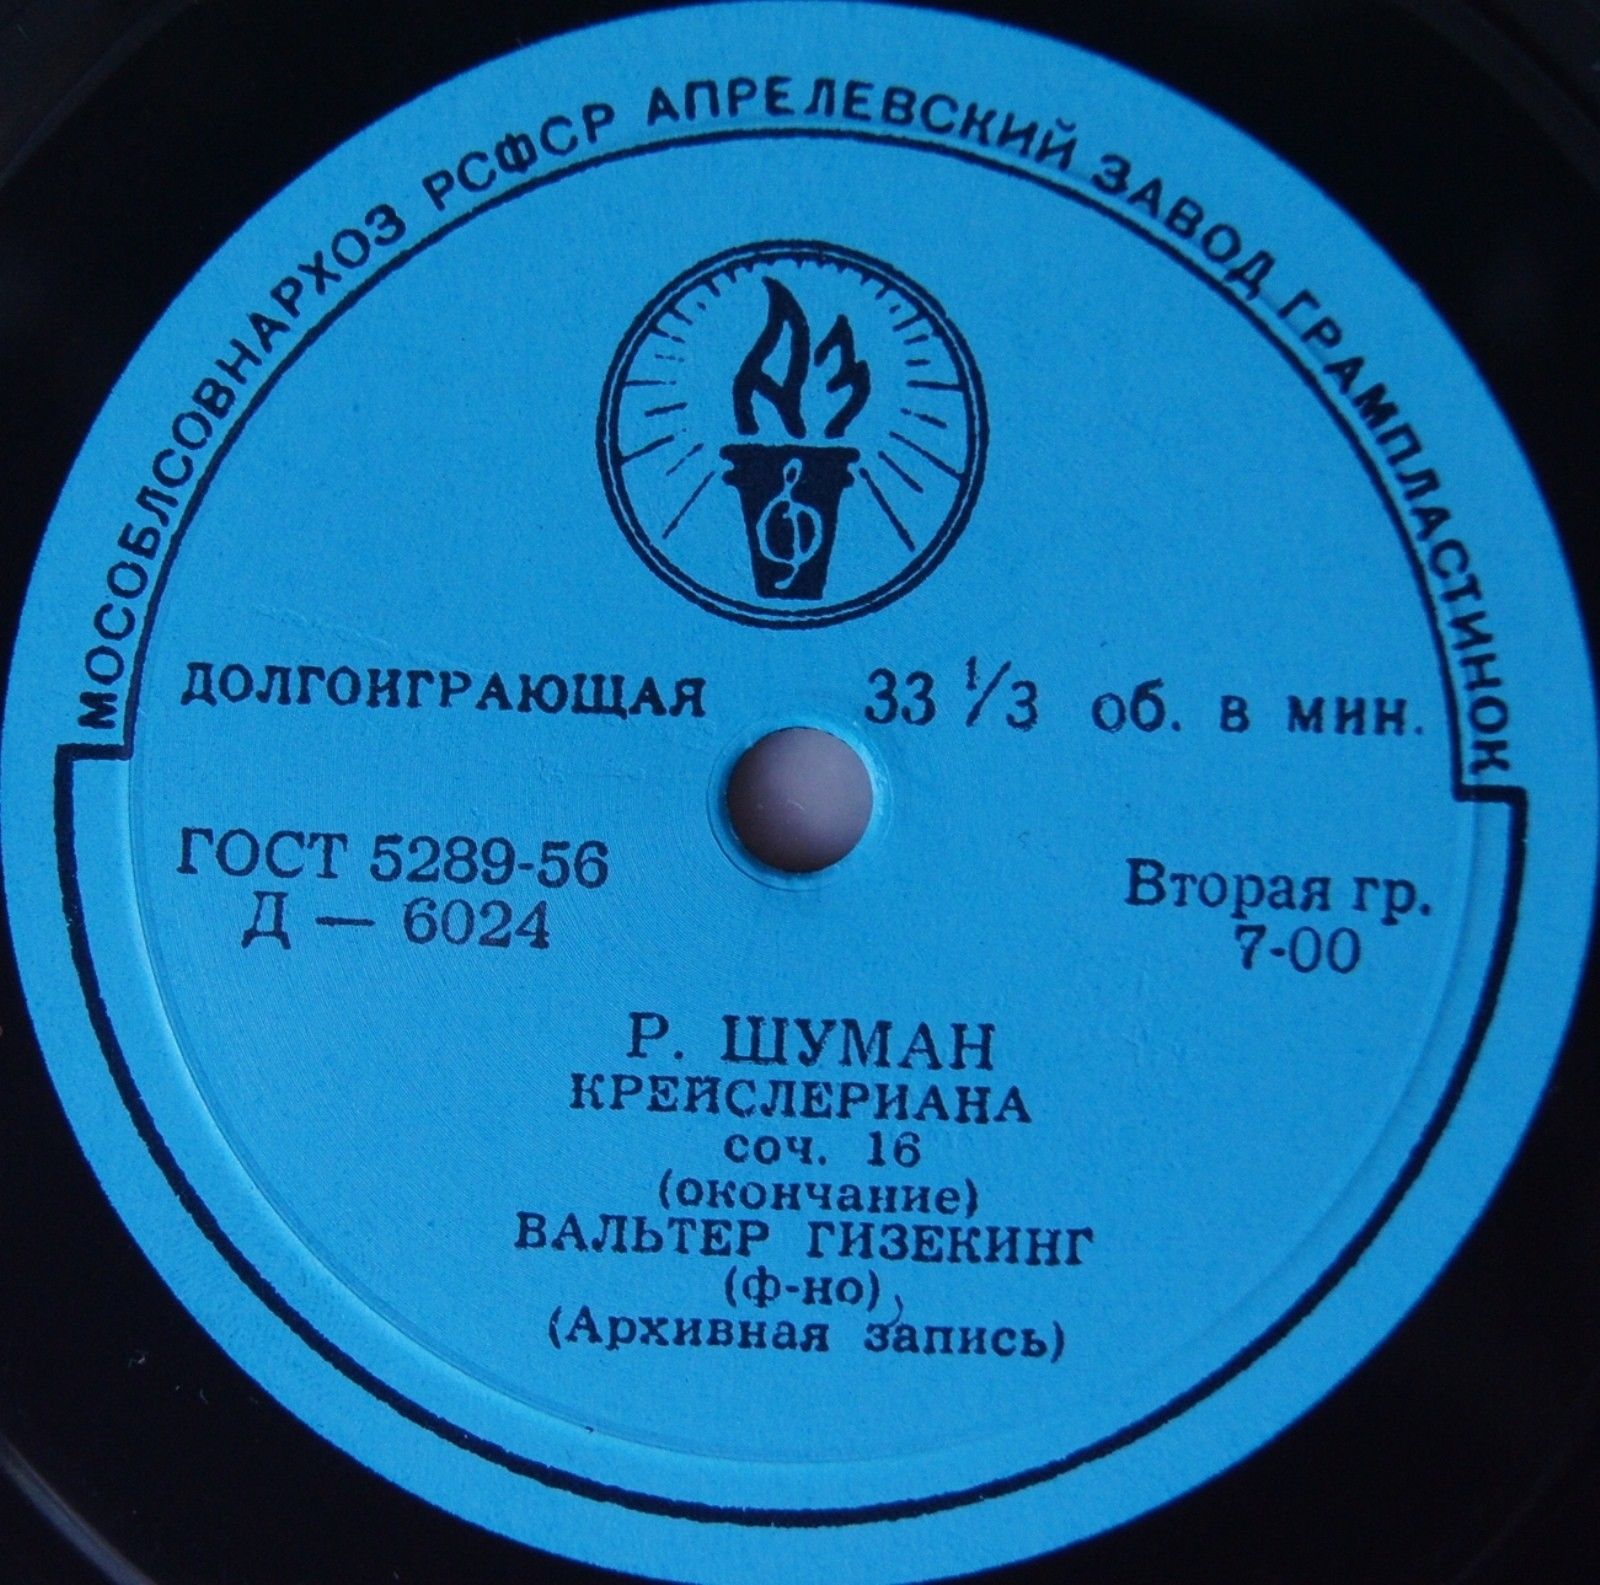 МОСОБЛСОВНАРХОЗ РСФСР АПРЕЛЕВСКИЙ ЗАВОД ГРАМПЛАСТИНОК
АЗ
ДОЛГОИГРАЮЩАЯ 33 1/3 об. в мин.
ГОСТ 5289-56
Д — 6024
Вторая гр.
7-00
Р. ШУМАН
КРЕЙСЛЕРИАНА
соч. 16
(окончание)
ВАЛЬТЕР ГИЗЕКИНГ
(ф-но)
(Архивная запись)